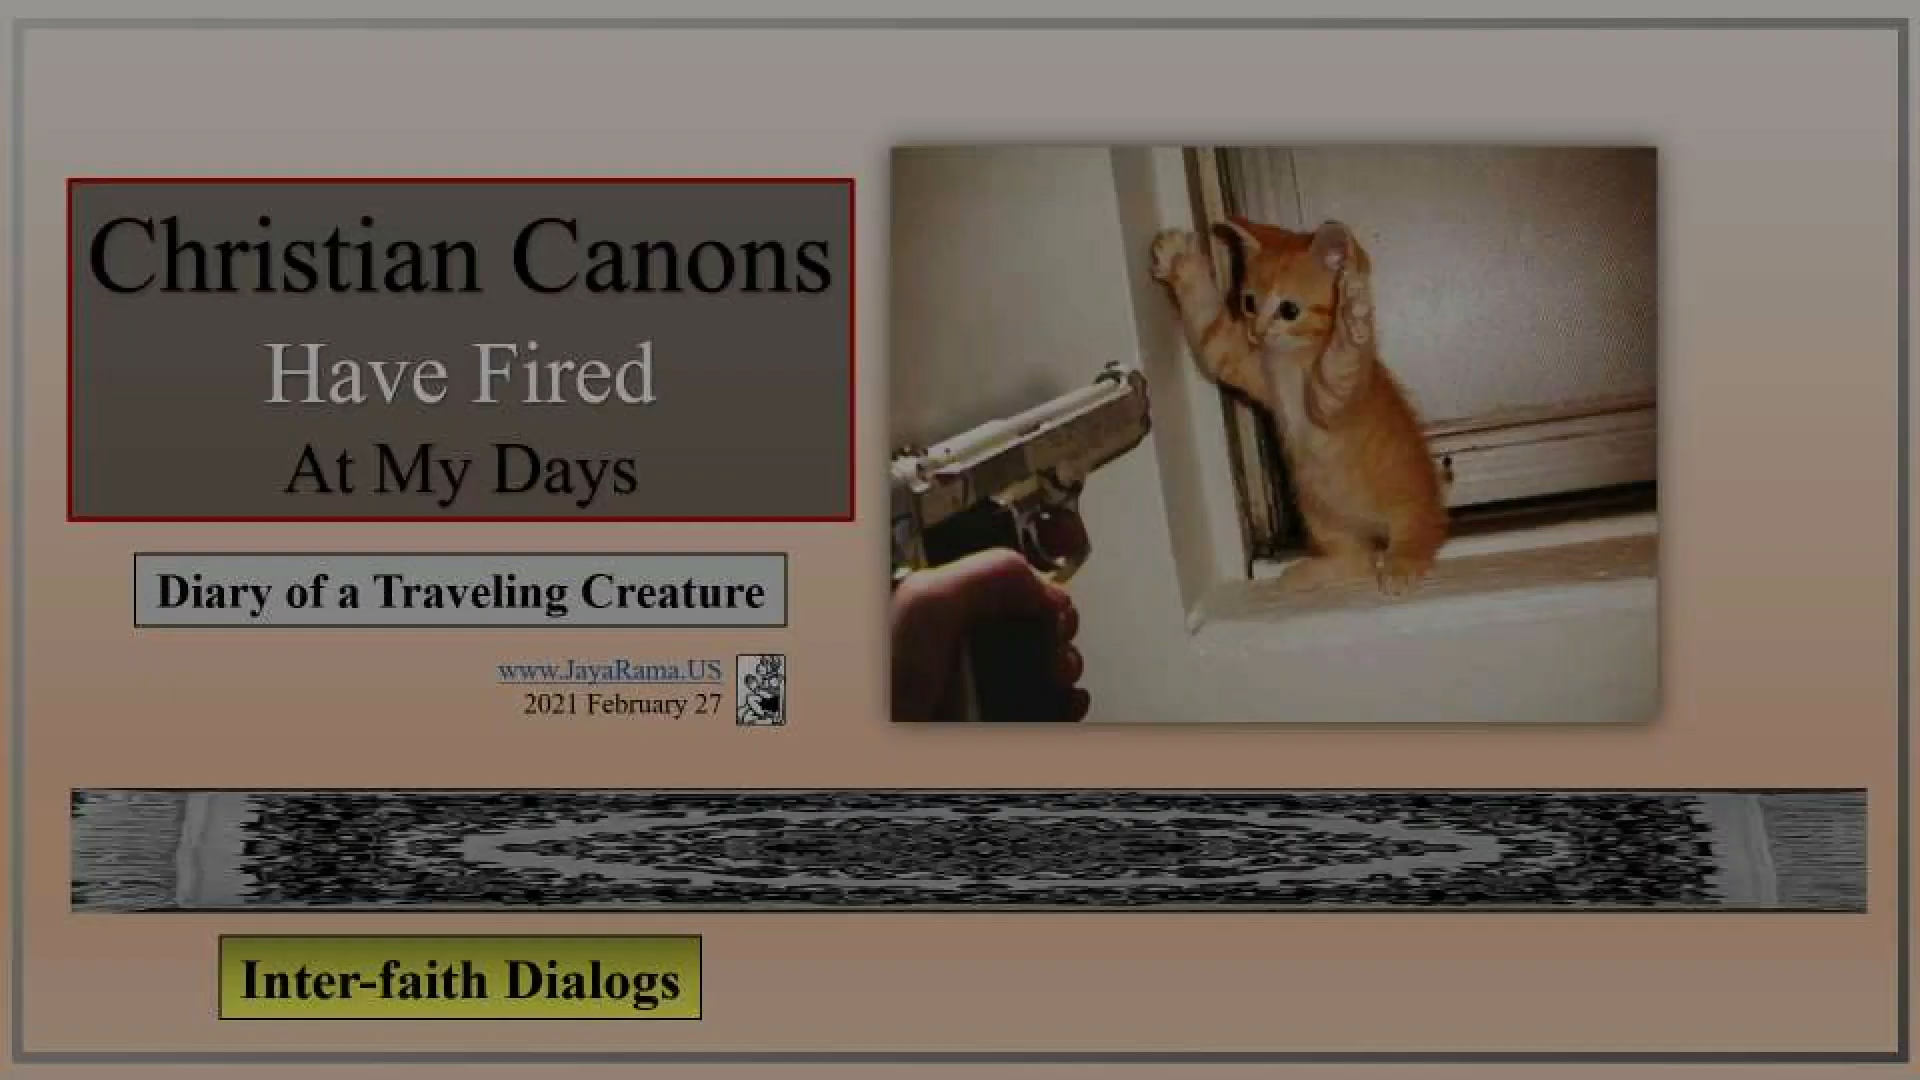 Christian Canons
Have Fired
At My Days
Diary of a Traveling Creature
www.JayaRama.US
2021 February 27
Inter-faith Dialogs